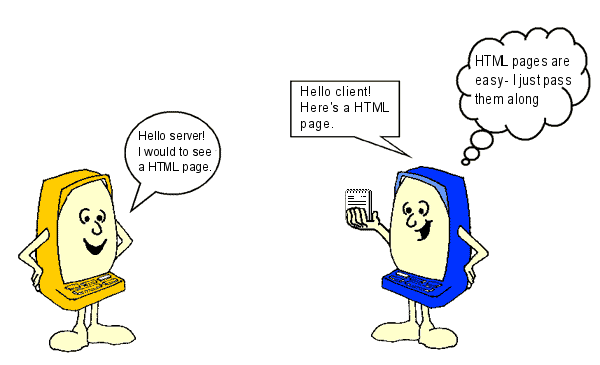 Hello server!
I would to see
a HTML page.
Hello client!
Here's a HTML
page.
HTML pages are
easy- I just pass
them along